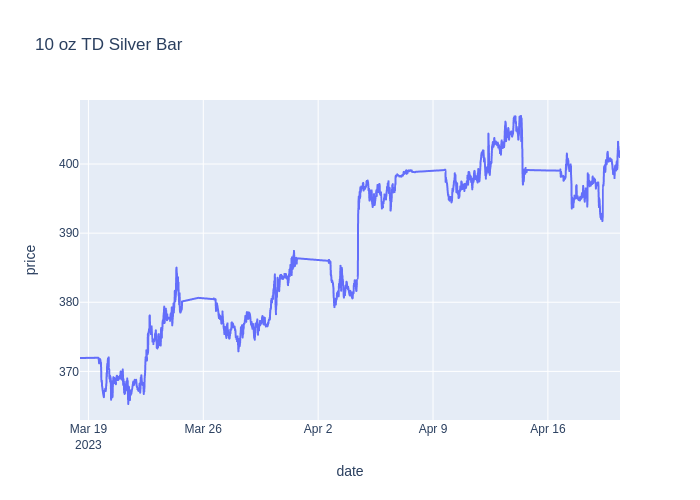 10 oz TD Silver Bar
price
400
390
380
370
Mar 19
2023
Mar 26
Apr 2
Apr 9
Apr 16
date